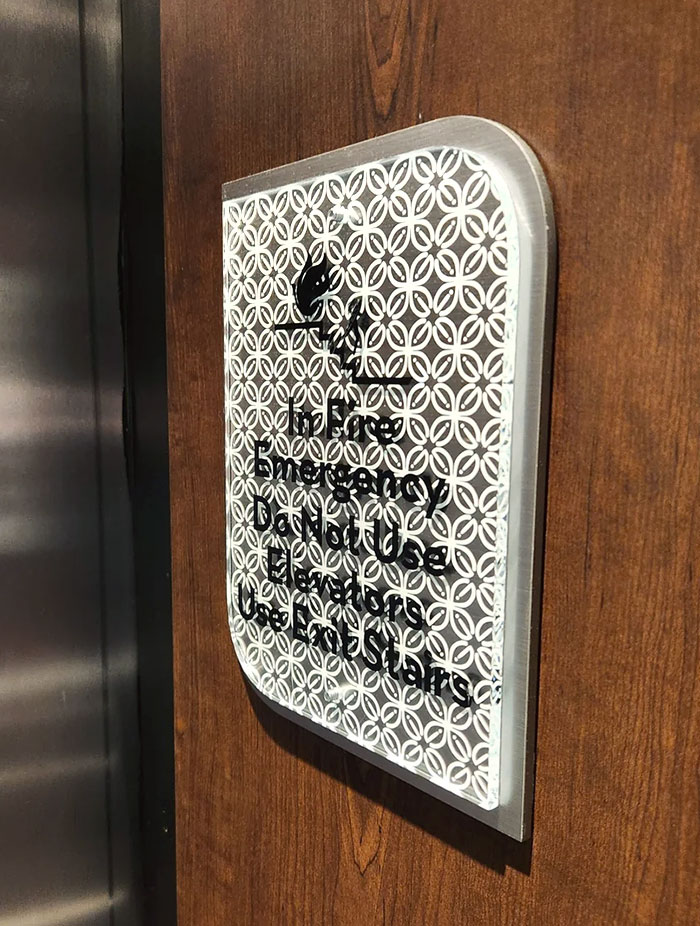 In Fire
Emergency
Do Not Use
Elevators
Use Exit Stairs